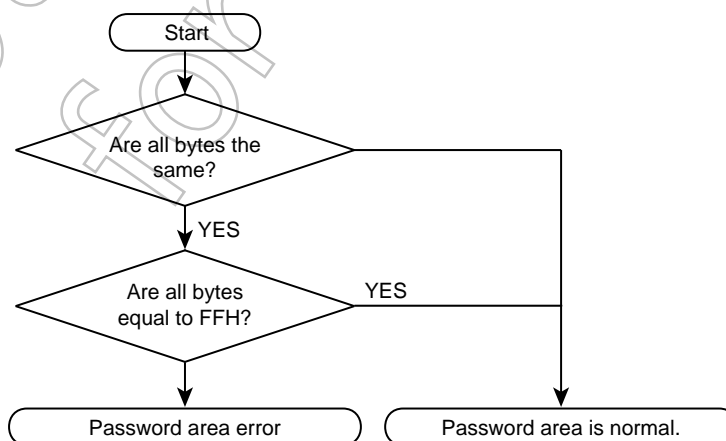 Start
Are all bytes the
same?
YES
Are all bytes
equal to FFH?
YES
Password area error
Password area is normal.
for